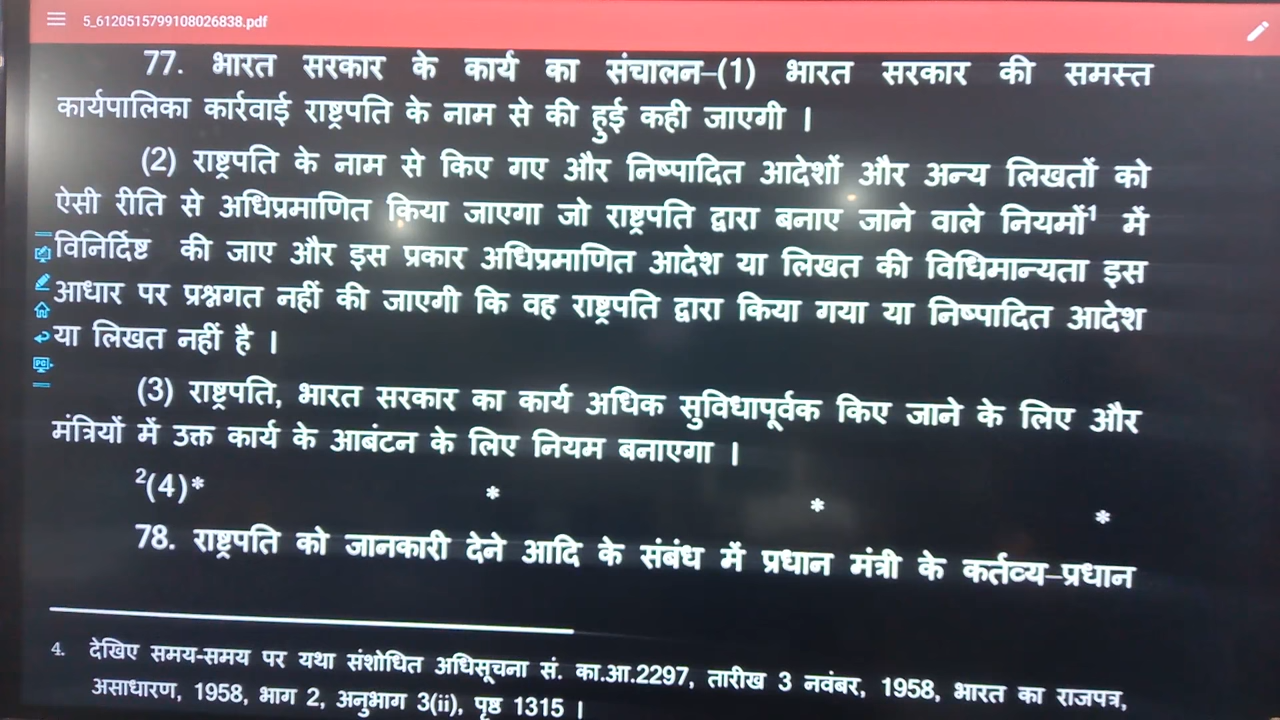 5_6120515799108026838.pdf
77. भारत सरकार के कार्य का संचालन–(1) भारत सरकार की समस्त
कार्यपालिका कार्रवाई राष्ट्रपति के नाम से की हुई कही जाएगी ।
(2) राष्ट्रपति के नाम से किए गए और निष्पादित आदेशों और अन्य लिखतों को
ऐसी रीति से अधिप्रमाणित किया जाएगा जो राष्ट्रपति द्वारा बनाए जाने वाले नियमों¹ में
विनिर्दिष्ट की जाए और इस प्रकार अधिप्रमाणित आदेश या लिखत की विधिमान्यता इस
आधार पर प्रश्नगत नहीं की जाएगी कि वह राष्ट्रपति द्वारा किया गया या निष्पादित आदेश
या लिखत नहीं है ।
(3) राष्ट्रपति, भारत सरकार का कार्य अधिक सुविधापूर्वक किए जाने के लिए और
मंत्रियों में उक्त कार्य के आबंटन के लिए नियम बनाएगा ।
²(4)* * * *
78. राष्ट्रपति को जानकारी देने आदि के संबंध में प्रधान मंत्री के कर्तव्य–प्रधान
4. देखिए समय-समय पर यथा संशोधित अधिसूचना सं. का.आ.2297, तारीख 3 नवंबर, 1958, भारत का राजपत्र,
असाधारण, 1958, भाग 2, अनुभाग 3(ii), पृष्ठ 1315 ।
PC